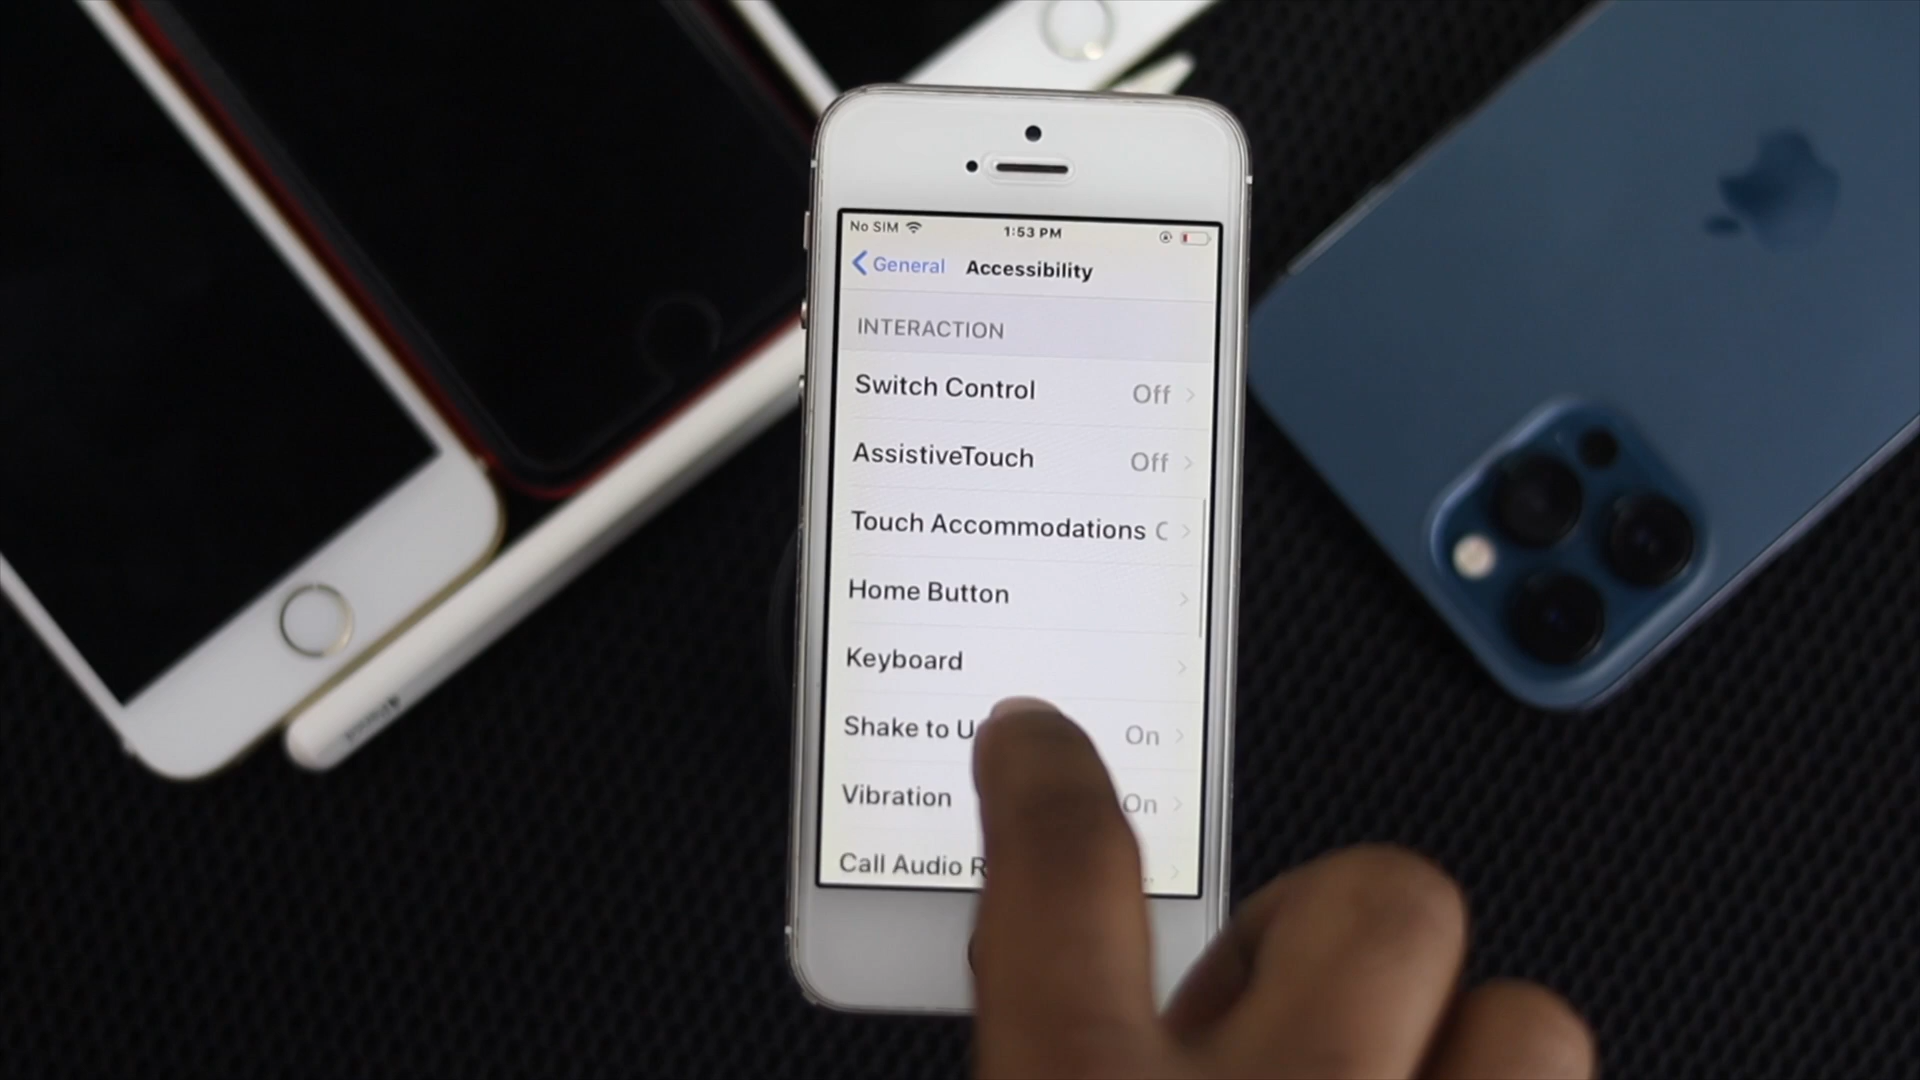 No SIM 1:53 PM
General Accessibility
INTERACTION
Switch Control Off
AssistiveTouch Off
Touch Accommodations
Home Button
Keyboard
Shake to U On
Vibration On
Call Audio R